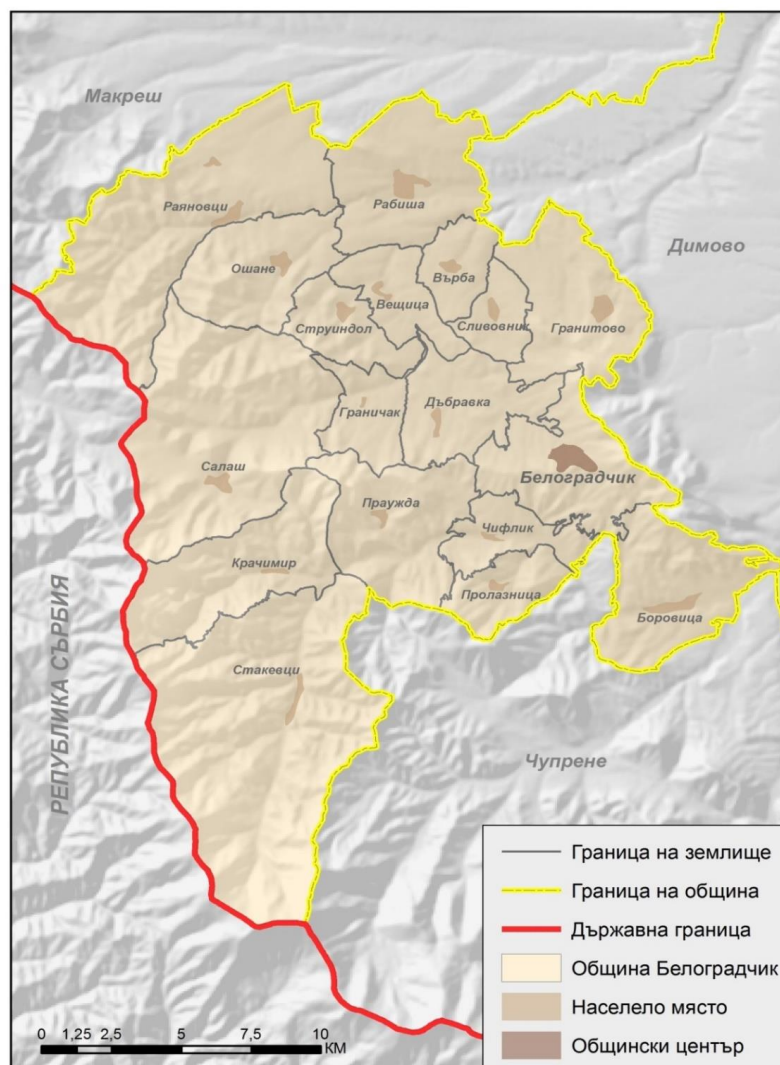 Макреш
Раяновци
Рабиша
Димово
Ошане
Върба
Вещица
Струиндол
Сливовник
Гранитово
Граничак
Дъбравка
Салаш
Белоградчик
Праужда
Чифлик
Крачимир
Пролазница
Боровица
РЕПУБЛИКА СЪРБИЯ
Стакевци
Чупрене
Граница на землище
Граница на община
Държавна граница
Община Белоградчик
Населело място
Общински център
0 1,25 2,5 5 7,5 10
КМ